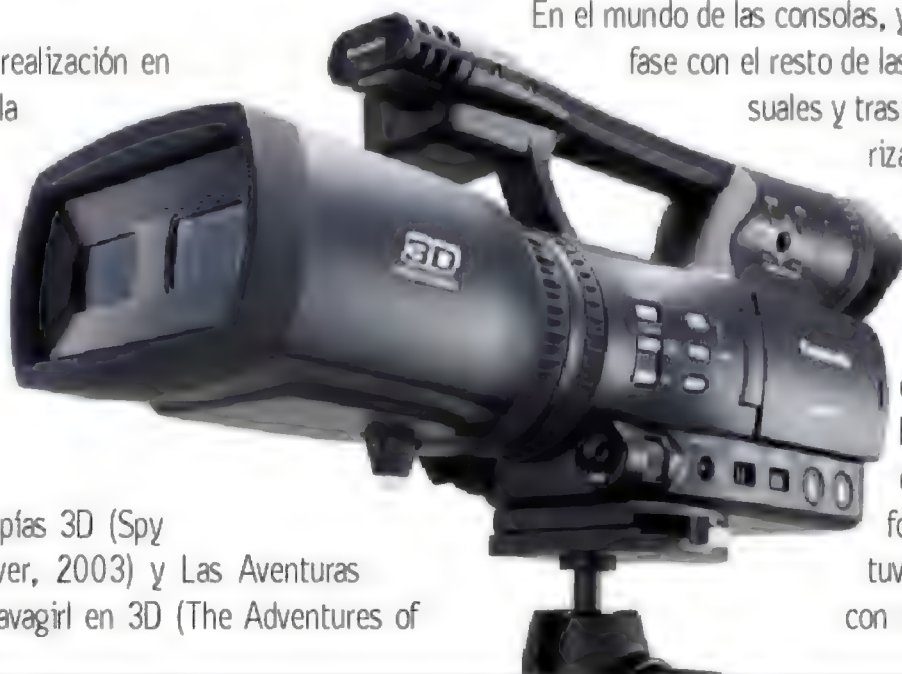 realización en
la
pías 3D (Spy
ver, 2003) y Las Aventuras
avagirl en 3D (The Adventures of
3D
En el mundo de las consolas, y
fase con el resto de las
suales y tras
riza
fo
tuv
con